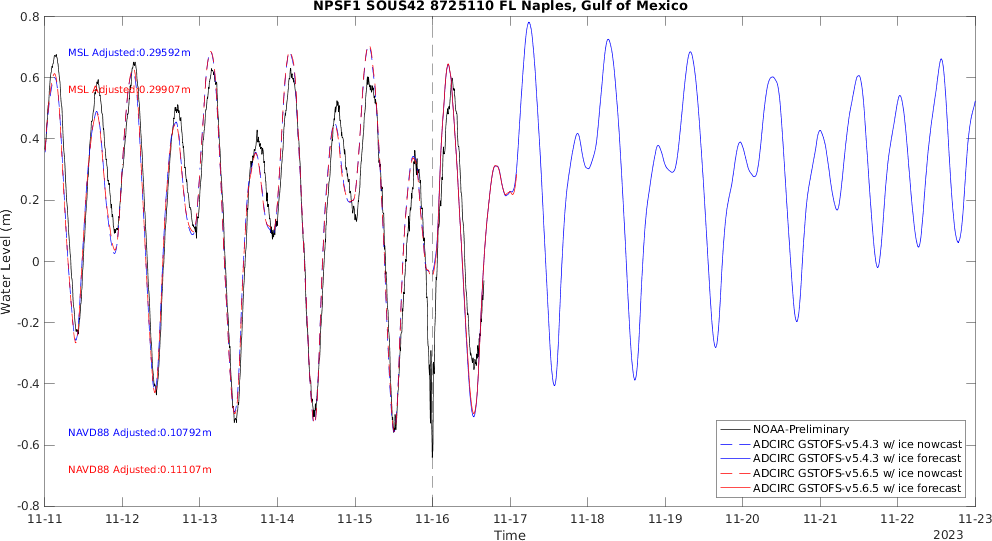 NPSF1 SOUS42 8725110 FL Naples, Gulf of Mexico
0.8
0.6
0.4
0.2
0
-0.2
-0.4
-0.6
-0.8
Water Level (m)
MSL Adjusted:0.29592m
MSL Adjusted:0.29907m
NAVD88 Adjusted:0.10792m
NAVD88 Adjusted:0.11107m
NOAA-Preliminary
ADCIRC GSTOFS-v5.4.3 w/ ice nowcast
ADCIRC GSTOFS-v5.4.3 w/ ice forecast
ADCIRC GSTOFS-v5.6.5 w/ ice nowcast
ADCIRC GSTOFS-v5.6.5 w/ ice forecast
11-11 11-12 11-13 11-14 11-15 11-16 11-17 11-18 11-19 11-20 11-21 11-22 11-23
Time
2023